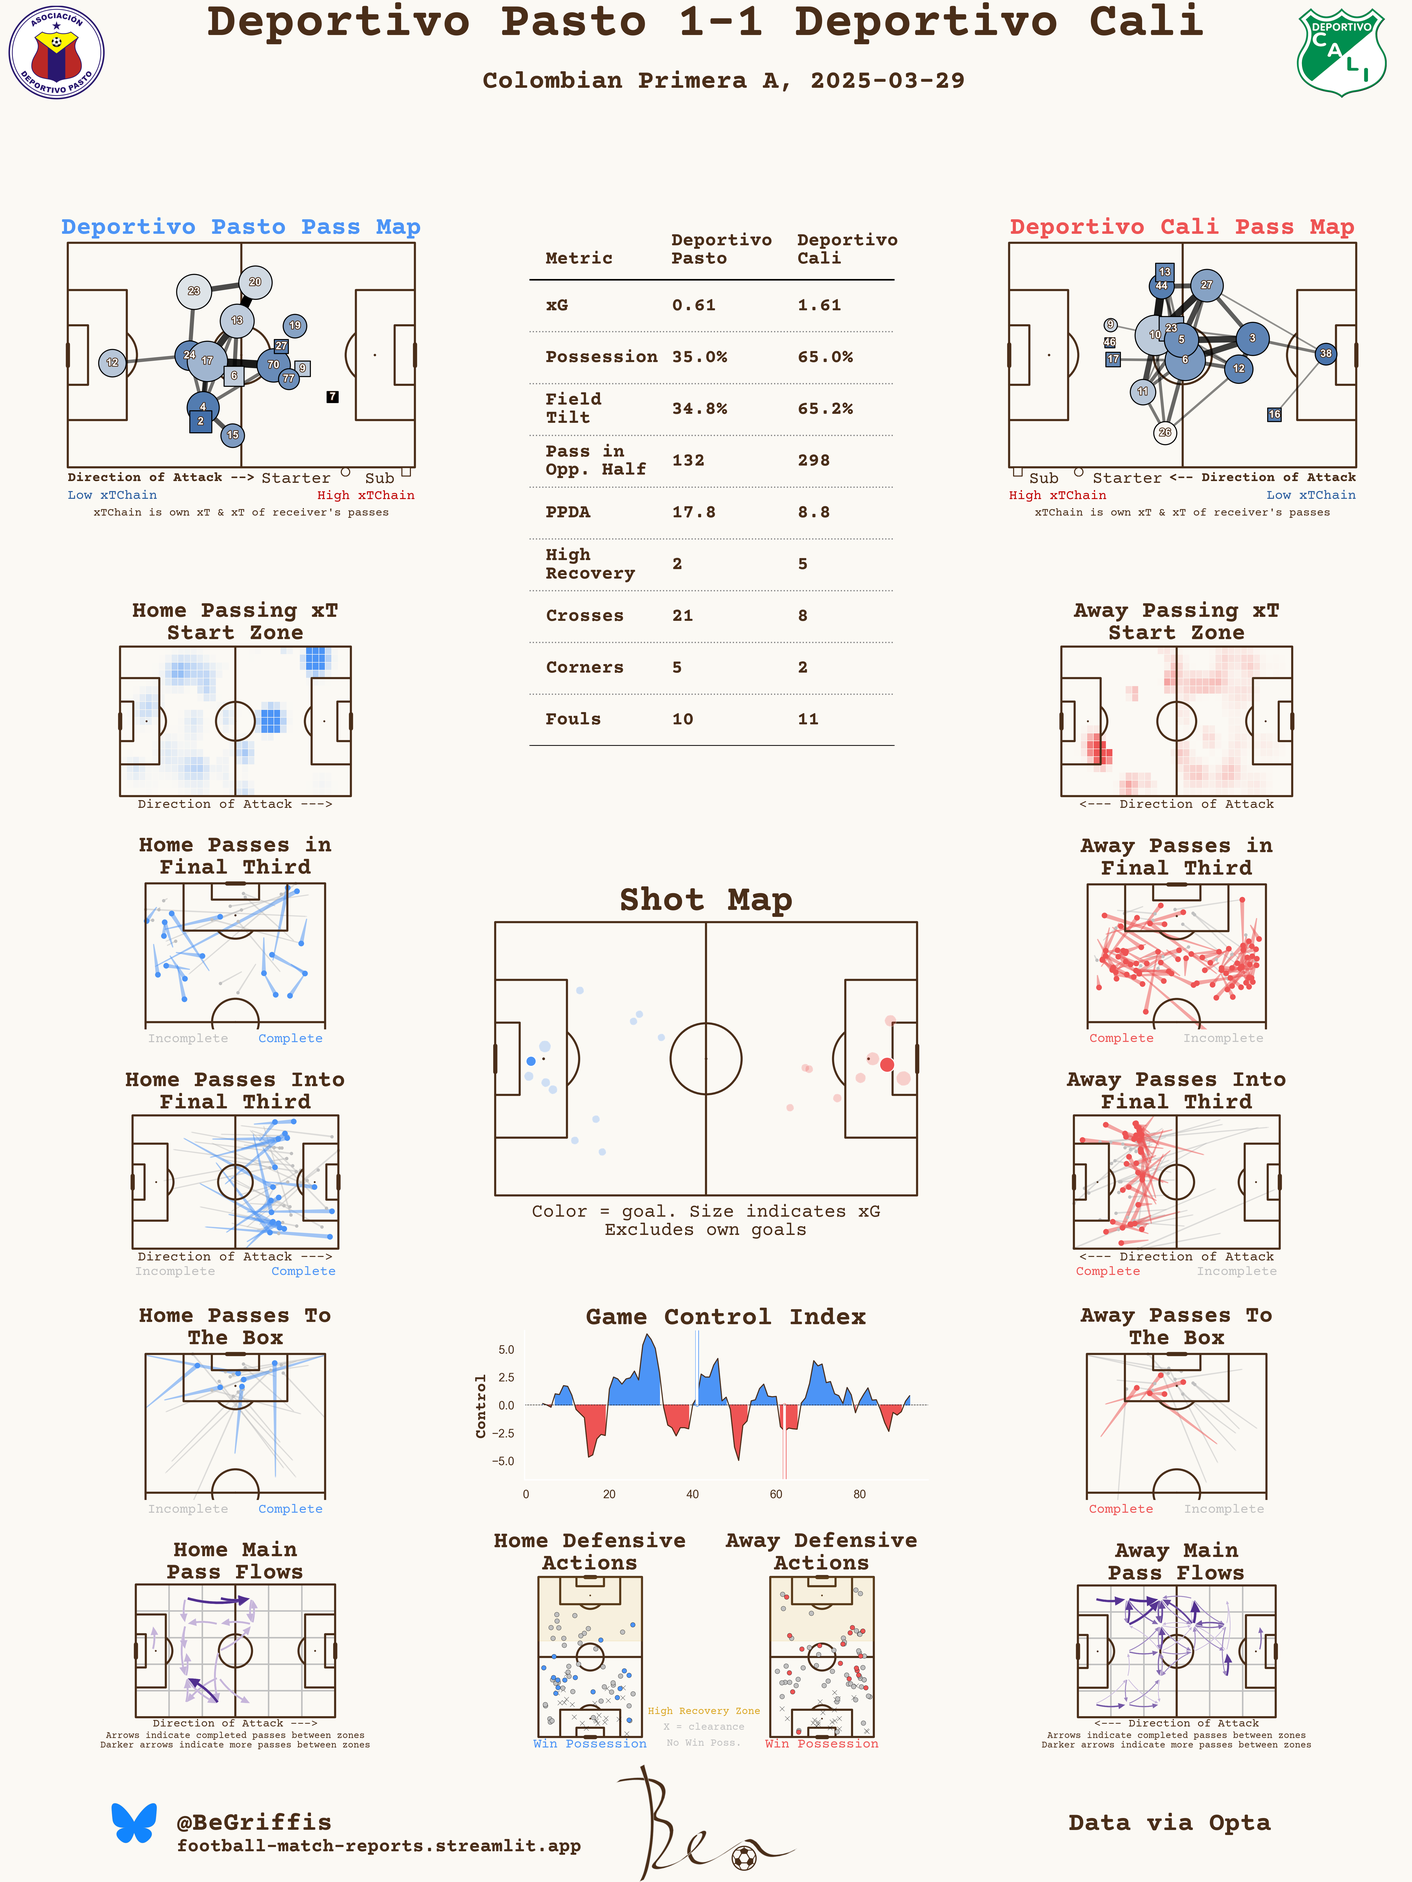 Deportivo Pasto 1-1 Deportivo Cali
Colombian Primera A, 2025-03-29
ASOCIACIÓN
DEPORTIVO PASTO
DEPORTIVO
CALI
Deportivo Pasto Pass Map
23
20
13
19
12
24
17
27
70
9
6
77
7
4
2
15
Direction of Attack --> Starter Sub
Low xTChain High xTChain
xTChain is own xT & xT of receiver's passes
Metric Deportivo Pasto Deportivo Cali
xG 0.61 1.61
Possession 35.0% 65.0%
Field Tilt 34.8% 65.2%
Pass in Opp. Half 132 298
PPDA 17.8 8.8
High Recovery 2 5
Crosses 21 8
Corners 5 2
Fouls 10 11
Deportivo Cali Pass Map
13
44
27
9
10
23
46
5
3
17
6
38
12
11
16
26
Sub Starter <-- Direction of Attack
High xTChain Low xTChain
xTChain is own xT & xT of receiver's passes
Home Passing xT
Start Zone
Direction of Attack --->
Away Passing xT
Start Zone
<--- Direction of Attack
Home Passes in
Final Third
Incomplete Complete
Away Passes in
Final Third
Complete Incomplete
Shot Map
Color = goal. Size indicates xG
Excludes own goals
Home Passes Into
Final Third
Direction of Attack --->
Incomplete Complete
Away Passes Into
Final Third
<--- Direction of Attack
Complete Incomplete
Home Passes To
The Box
Incomplete Complete
Game Control Index
Control
5.0
2.5
0.0
−2.5
−5.0
0 20 40 60 80
Away Passes To
The Box
Complete Incomplete
Home Main
Pass Flows
Direction of Attack --->
Arrows indicate completed passes between zones
Darker arrows indicate more passes between zones
Home Defensive
Actions
Win Possession
High Recovery Zone
X = clearance
No Win Poss.
Away Defensive
Actions
Win Possession
Away Main
Pass Flows
<--- Direction of Attack
Arrows indicate completed passes between zones
Darker arrows indicate more passes between zones
@BeGriffis
football-match-reports.streamlit.app
Ben
Data via Opta